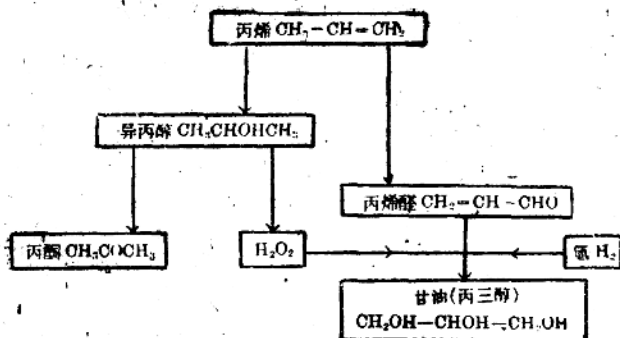 丙烯 CH₃—CH=CH₂
异丙醇 CH₃CHOHCH₃
丙烯醛 CH₂=CH-CHO
丙酮 CH₃COCH₃
H₂O₂
氢 H₂
甘油(丙三醇)
CH₂OH—CHOH—CH₂OH